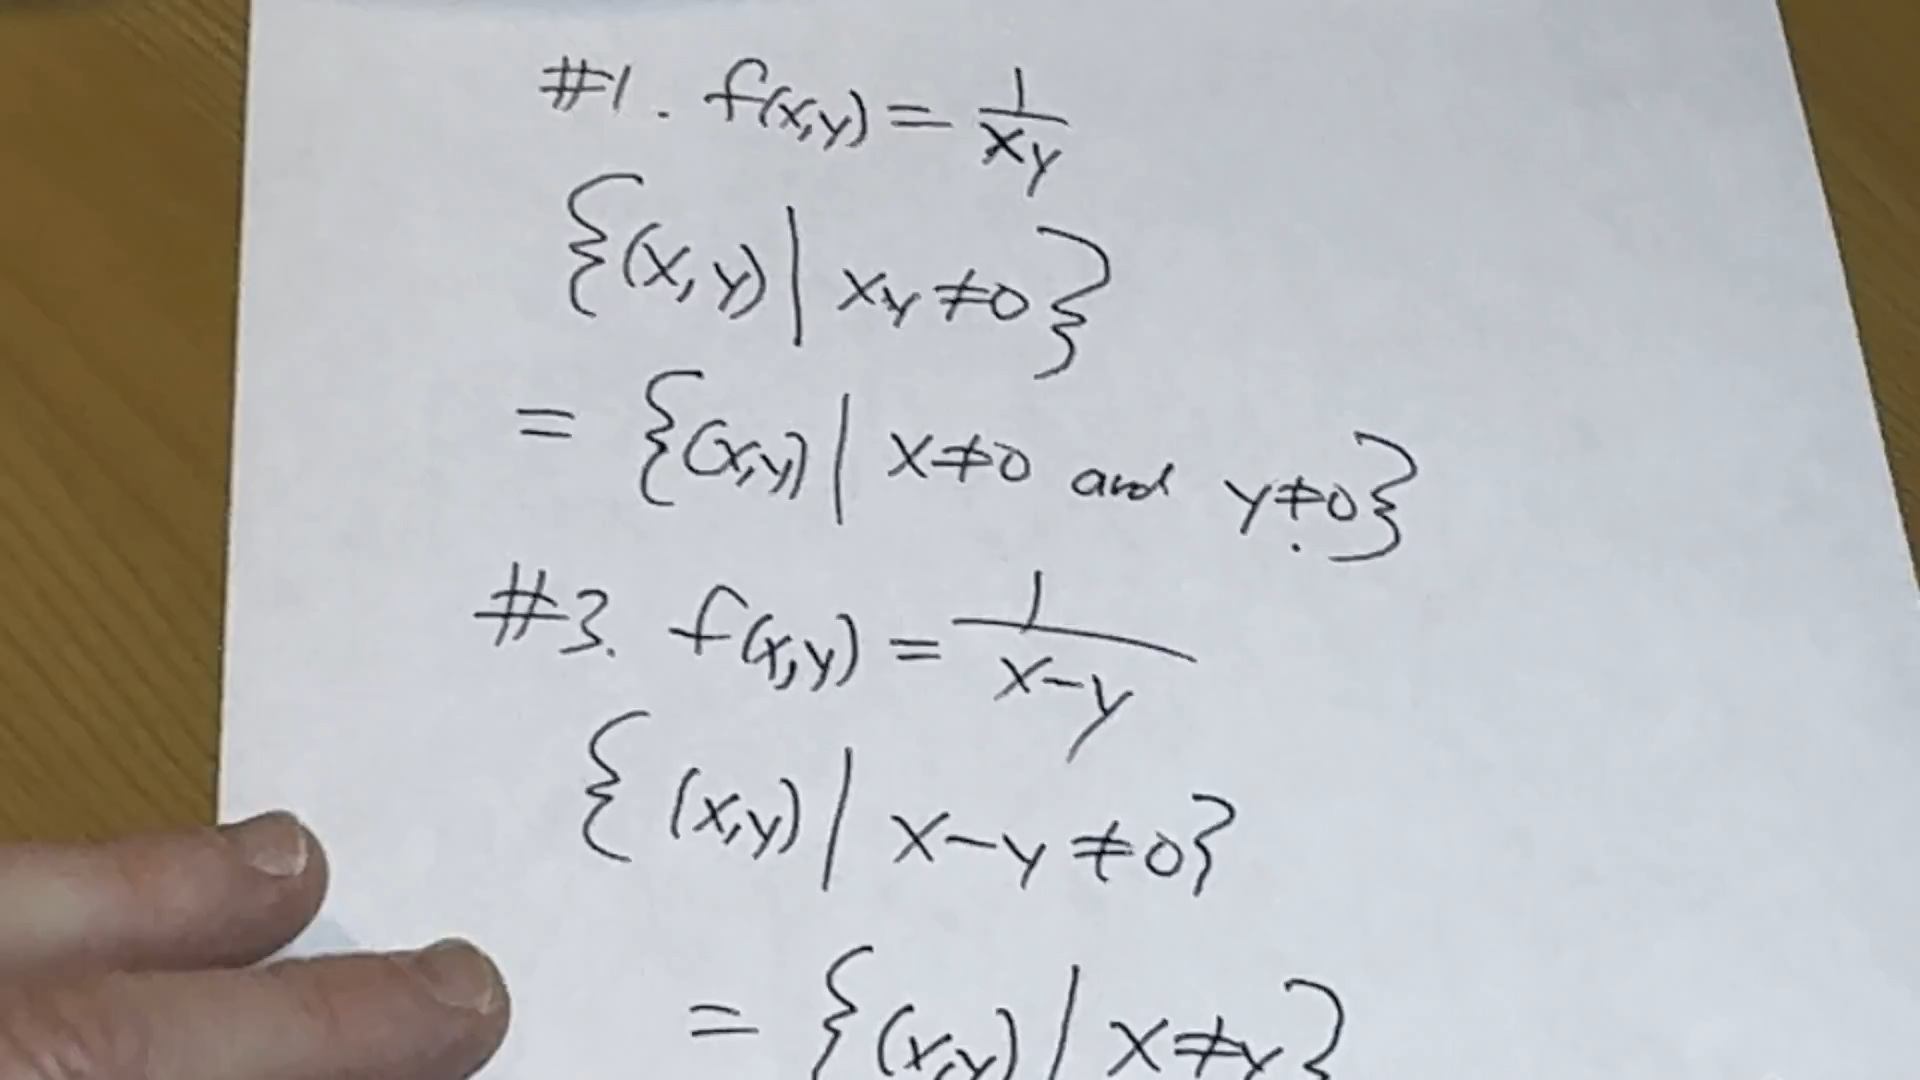 #1. f(x,y) = 1/xy
{(x,y) | xy ≠ 0}
= {(x,y) | x ≠ 0 and y ≠ 0}
#3. f(x,y) = 1/x-y
{(x,y) | x-y ≠ 0}
= {(x,y) | x ≠ y}